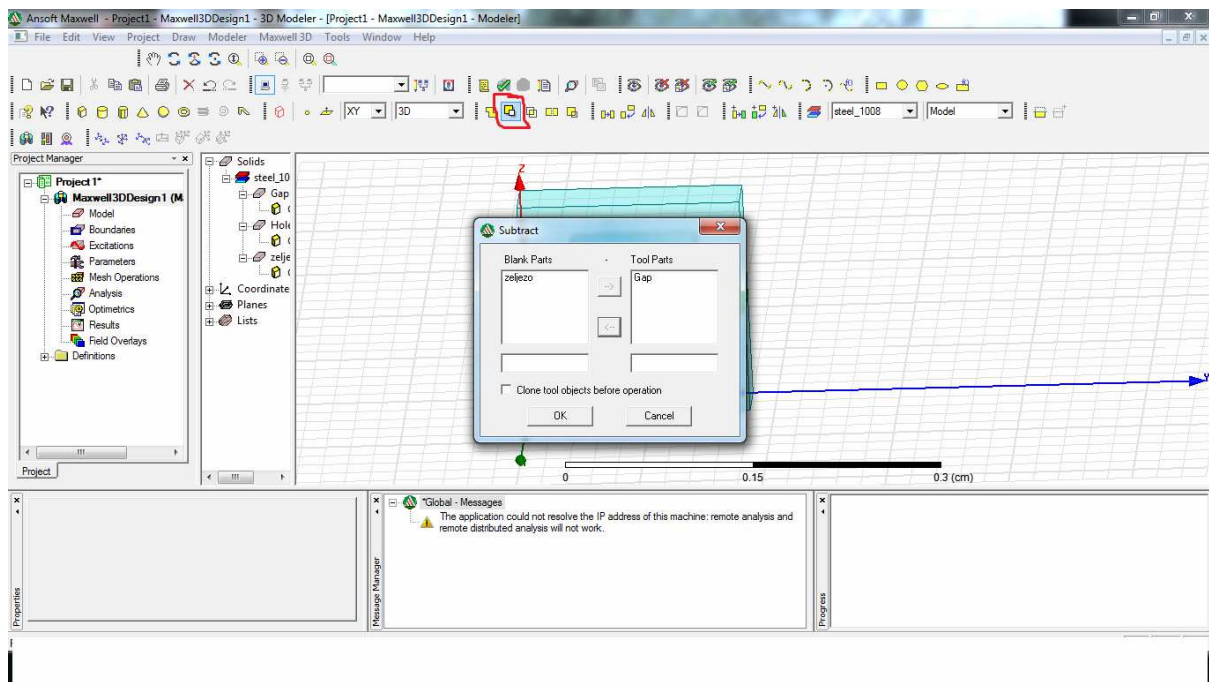 Ansoft Maxwell - Project1 - Maxwell3DDesign1 - 3D Modeler - [Project1 - Maxwell3DDesign1 - Modeler]
File Edit View Project Draw Modeler Maxwell 3D Tools Window Help
XY 3D steel_1008 Model
Project Manager
Project1*
Maxwell3DDesign1 (M
Model
Boundaries
Excitations
Parameters
Mesh Operations
Analysis
Optimetrics
Results
Field Overlays
Definitions
Project
Solids
steel_10
Gap
Hole
zelje
Coordinate
Planes
Lists
Z
Subtract
Blank Parts - Tool Parts
zeljezo
Gap
-->
<--
Clone tool objects before operation
OK Cancel
Y
0 0.15 0.3 (cm)
Properties
*Global - Messages
The application could not resolve the IP address of this machine: remote analysis and
remote distributed analysis will not work.
Message Manager
Progress